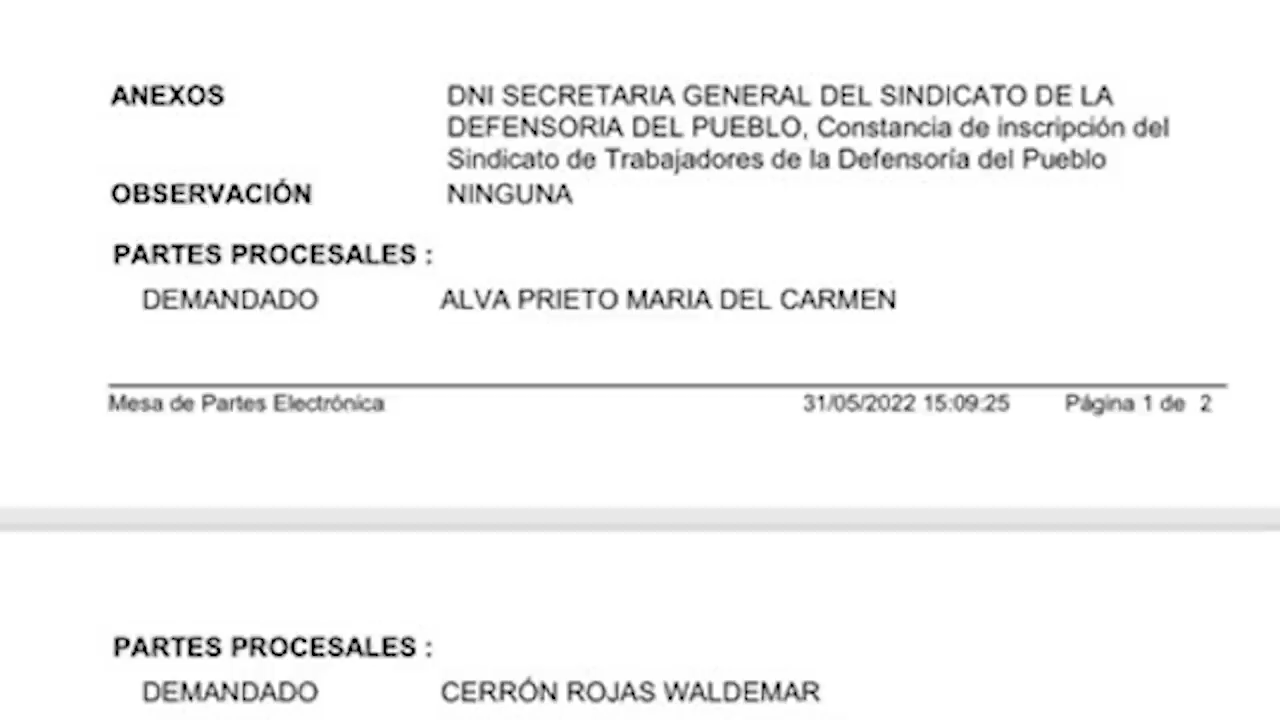 ANEXOS DNI SECRETARIA GENERAL DEL SINDICATO DE LA
DEFENSORIA DEL PUEBLO, Constancia de inscripción del
Sindicato de Trabajadores de la Defensoría del Pueblo
OBSERVACIÓN NINGUNA
PARTES PROCESALES :
DEMANDADO ALVA PRIETO MARIA DEL CARMEN
Mesa de Partes Electrónica 31/05/2022 15:09:25 Página 1 de 2
PARTES PROCESALES :
DEMANDADO CERRÓN ROJAS WALDEMAR